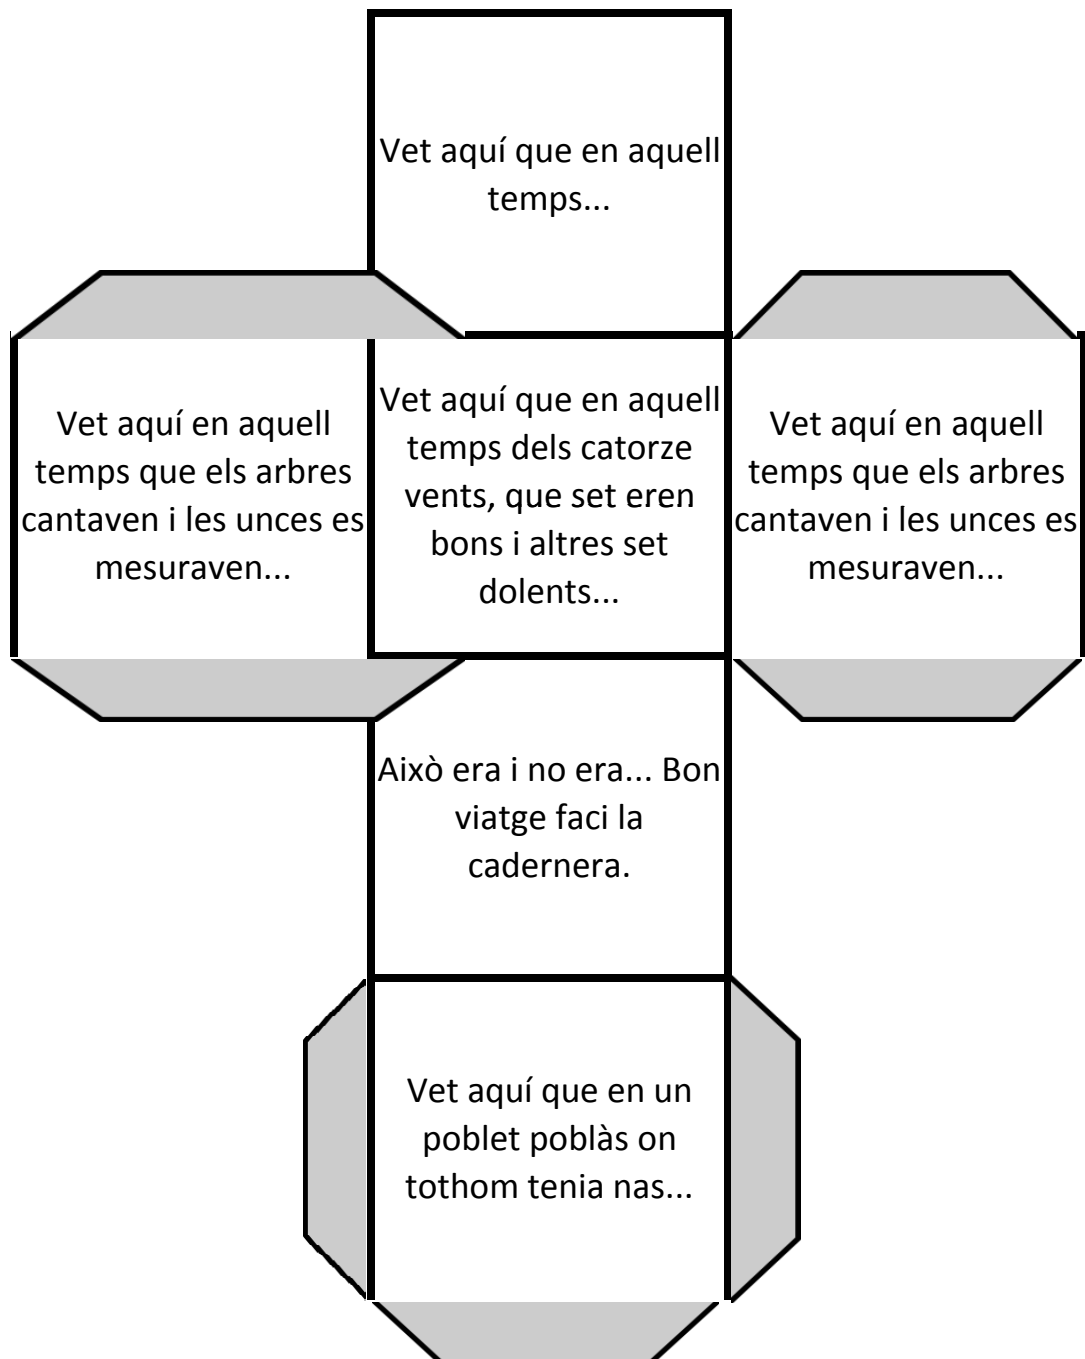 Vet aquí que en aquell
temps...
Vet aquí en aquell
temps que els arbres
cantaven i les unces es
mesuraven...
Vet aquí que en aquell
temps dels catorze
vents, que set eren
bons i altres set
dolents...
Vet aquí en aquell
temps que els arbres
cantaven i les unces es
mesuraven...
Això era i no era... Bon
viatge faci la
cadernera.
Vet aquí que en un
poblet poblàs on
tothom tenia nas...